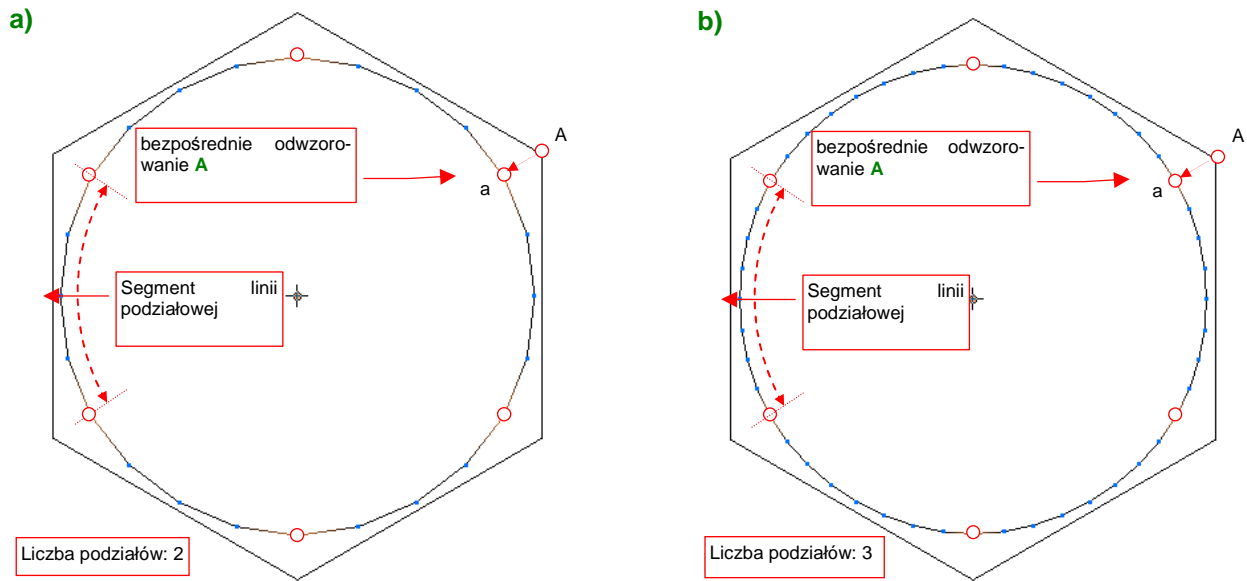 a)
bezpośrednie odwzoro-
wanie A
A
a
Segment linii
podziałowej
Liczba podziałów: 2
b)
bezpośrednie odwzoro-
wanie A
A
a
Segment linii
podziałowej
Liczba podziałów: 3